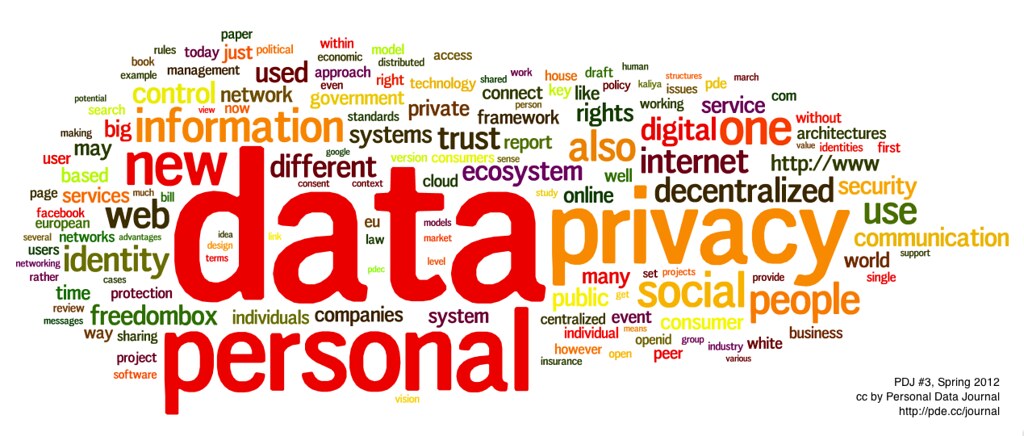 paper
rules today just political within model
book economic distributed access
example management used approach right technology shared work house draft human
even kaliya structures march
potential control network government private connect key like policy issues pde
search view now standards person framework rights working service com
making big information systems trust report also digital one without
may google version consumers sense architectures
user new different ecosystem well internet value identities first
based consent context cloud http://www
page services much bill study online decentralized security
facebook web data eu models privacy use
european
several networks advantages idea link law market communication
users design support
networking identity terms pdec level world
rather cases many set projects provide single
time protection public get social people
review freedombox individuals companies system centralized event consumer
messages
way sharing personal individual means openid group white business
project however open peer industry
software insurance various
vision
PDJ #3, Spring 2012
cc by Personal Data Journal
http://pde.cc/journal